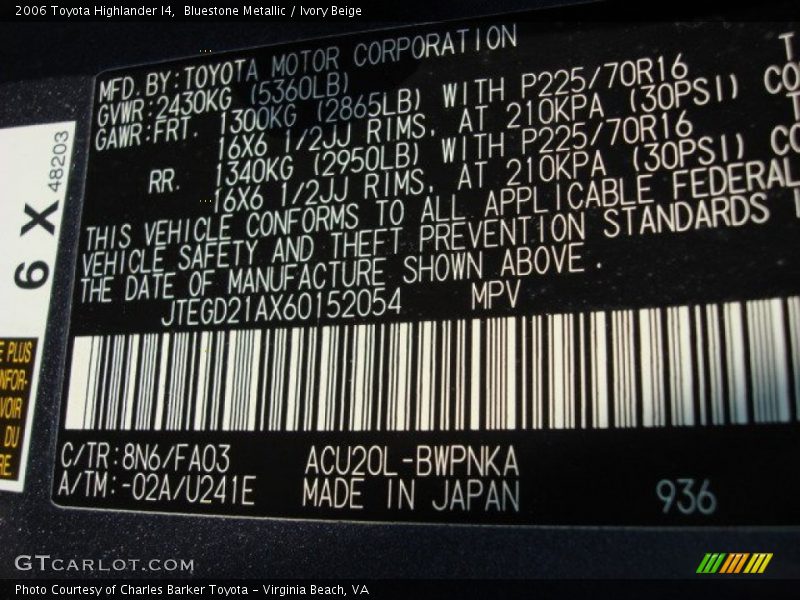 2006 Toyota Highlander I4,  Bluestone Metallic / Ivory Beige
MFD. BY: TOYOTA MOTOR CORPORATION
GVWR: 2430KG (5360LB)
GAWR: FRT. 1300KG (2865LB) WITH P225/70R16
16X6 1/2JJ RIMS, AT 210KPA (30PSI)
RR. 1340KG (2950LB) WITH P225/70R16
16X6 1/2JJ RIMS, AT 210KPA (30PSI)
THIS VEHICLE CONFORMS TO ALL APPLICABLE FEDERAL
VEHICLE SAFETY AND THEFT PREVENTION STANDARDS
THE DATE OF MANUFACTURE SHOWN ABOVE.
JTEGD21AX60152054 MPV
C/TR: 8N6/FA03 ACU20L-BWPNKA
A/TM: -02A/U241E MADE IN JAPAN
936
6 X 48203
PLUS
DU
GTCARLOT.COM
Photo Courtesy of Charles Barker Toyota - Virginia Beach, VA